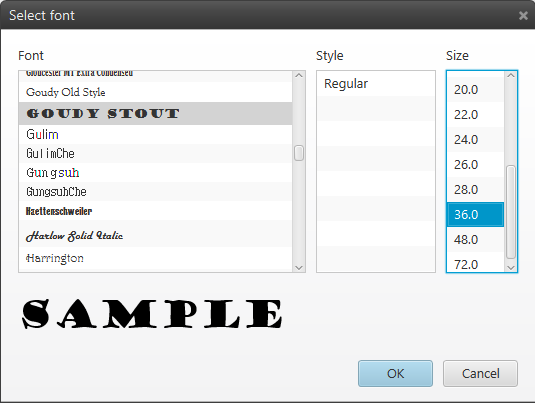 Select font
Font
Style
Size
Gloucester MT Extra Condensed
Goudy Old Style
GOUDY STOUT
Gulim
GulimChe
Gungsuh
GungsuhChe
Haettenschweiler
Harlow Solid Italic
Harrington
Regular
20.0
22.0
24.0
26.0
28.0
36.0
48.0
72.0
SAMPLE
OK
Cancel